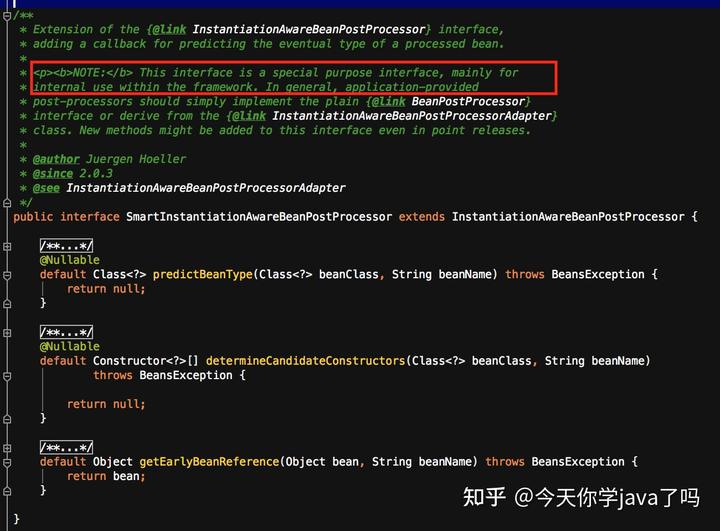 /**
 * Extension of the {@link InstantiationAwareBeanPostProcessor} interface,
 * adding a callback for predicting the eventual type of a processed bean.
 *
 * <p><b>NOTE:</b> This interface is a special purpose interface, mainly for
 * internal use within the framework. In general, application-provided
 * post-processors should simply implement the plain {@link BeanPostProcessor}
 * interface or derive from the {@link InstantiationAwareBeanPostProcessorAdapter}
 * class. New methods might be added to this interface even in point releases.
 *
 * @author Juergen Hoeller
 * @since 2.0.3
 * @see InstantiationAwareBeanPostProcessorAdapter
 */
public interface SmartInstantiationAwareBeanPostProcessor extends InstantiationAwareBeanPostProcessor {
/**...*/
@Nullable
default Class<?> predictBeanType(Class<?> beanClass, String beanName) throws BeansException {
return null;
}
/**...*/
@Nullable
default Constructor<?>[] determineCandidateConstructors(Class<?> beanClass, String beanName)
throws BeansException {
return null;
}
/**...*/
default Object getEarlyBeanReference(Object bean, String beanName) throws BeansException {
return bean;
}
知乎 @今天你学java了吗
}